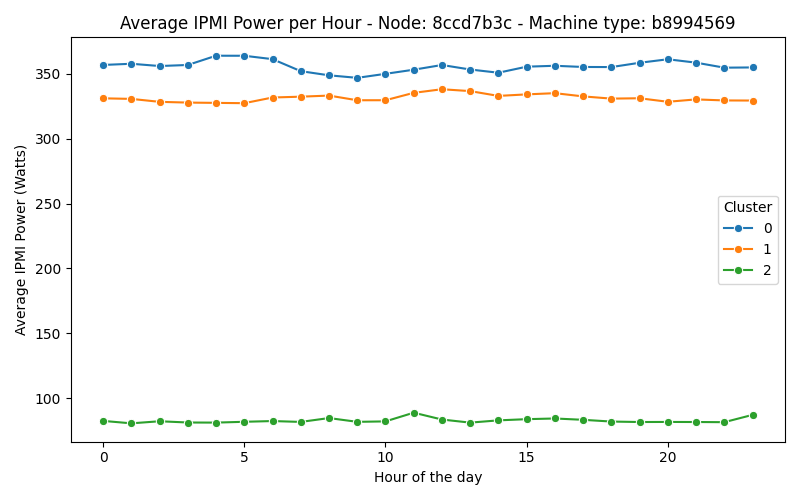 Average IPMI Power per Hour - Node: 8ccd7b3c - Machine type: b8994569
Average IPMI Power (Watts)
350
300
250
200
150
100
Cluster
0
1
2
0 5 10 15 20
Hour of the day